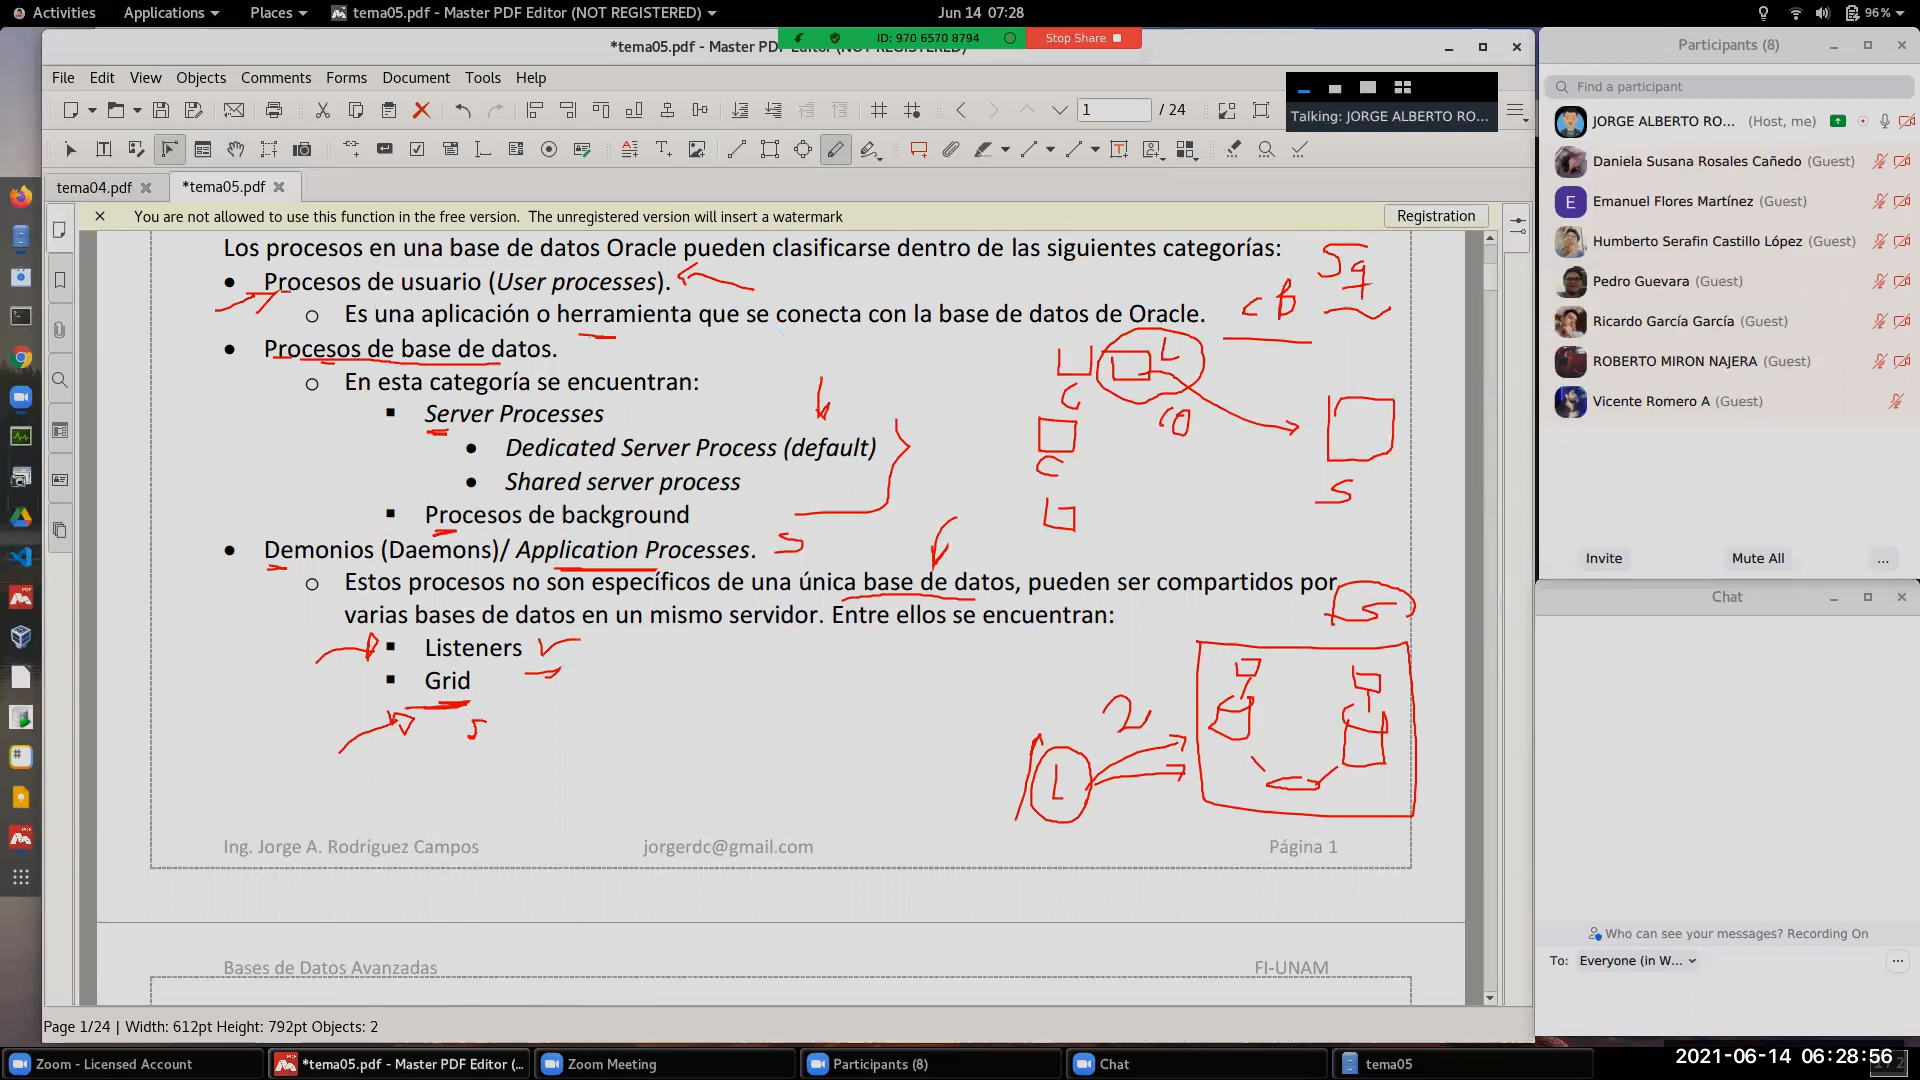 Activities Applications Places tema05.pdf - Master PDF Editor (NOT REGISTERED) Jun 14 07:28 96%
*tema05.pdf - Master PDF Editor (NOT REGISTERED)
ID: 970 6570 8794 Stop Share
File Edit View Objects Comments Forms Document Tools Help
1 / 24
Talking: JORGE ALBERTO RO...
tema04.pdf *tema05.pdf
You are not allowed to use this function in the free version. The unregistered version will insert a watermark Registration
Los procesos en una base de datos Oracle pueden clasificarse dentro de las siguientes categorías:
• Procesos de usuario (User processes).
o Es una aplicación o herramienta que se conecta con la base de datos de Oracle.
• Procesos de base de datos.
o En esta categoría se encuentran:
▪ Server Processes
• Dedicated Server Process (default)
• Shared server process
▪ Procesos de background
• Demonios (Daemons)/ Application Processes.
o Estos procesos no son específicos de una única base de datos, pueden ser compartidos por
varias bases de datos en un mismo servidor. Entre ellos se encuentran:
▪ Listeners
▪ Grid
L
C
C
S
2
L
Ing. Jorge A. Rodríguez Campos jorgerdc@gmail.com Página 1
Bases de Datos Avanzadas FI-UNAM
Page 1/24 | Width: 612pt Height: 792pt Objects: 2
Participants (8)
Find a participant
JORGE ALBERTO RO... (Host, me)
Daniela Susana Rosales Cañedo (Guest)
E Emanuel Flores Martínez (Guest)
Humberto Serafin Castillo López (Guest)
Pedro Guevara (Guest)
Ricardo García García (Guest)
ROBERTO MIRON NAJERA (Guest)
Vicente Romero A (Guest)
Invite Mute All ...
Chat
Who can see your messages? Recording On
To: Everyone (in W...
Zoom - Licensed Account *tema05.pdf - Master PDF Editor (... Zoom Meeting Participants (8) Chat tema05
2021-06-14 06:28:56